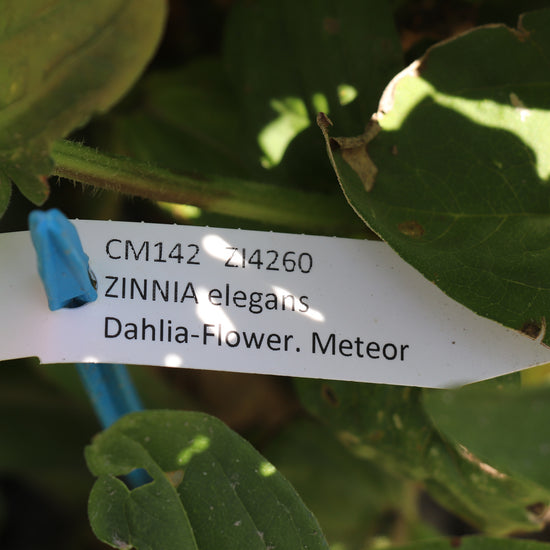 CM142 ZI4260
ZINNIA elegans
Dahlia-Flower. Meteor